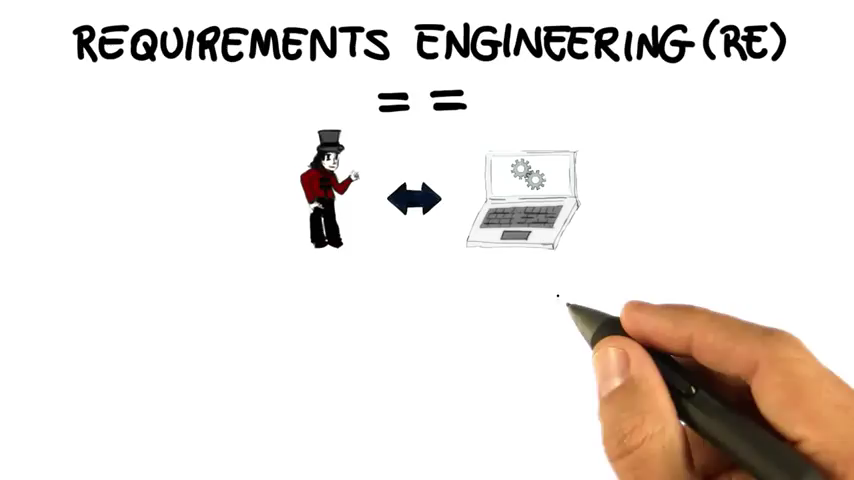 REQUIREMENTS ENGINEERING (RE)
= =